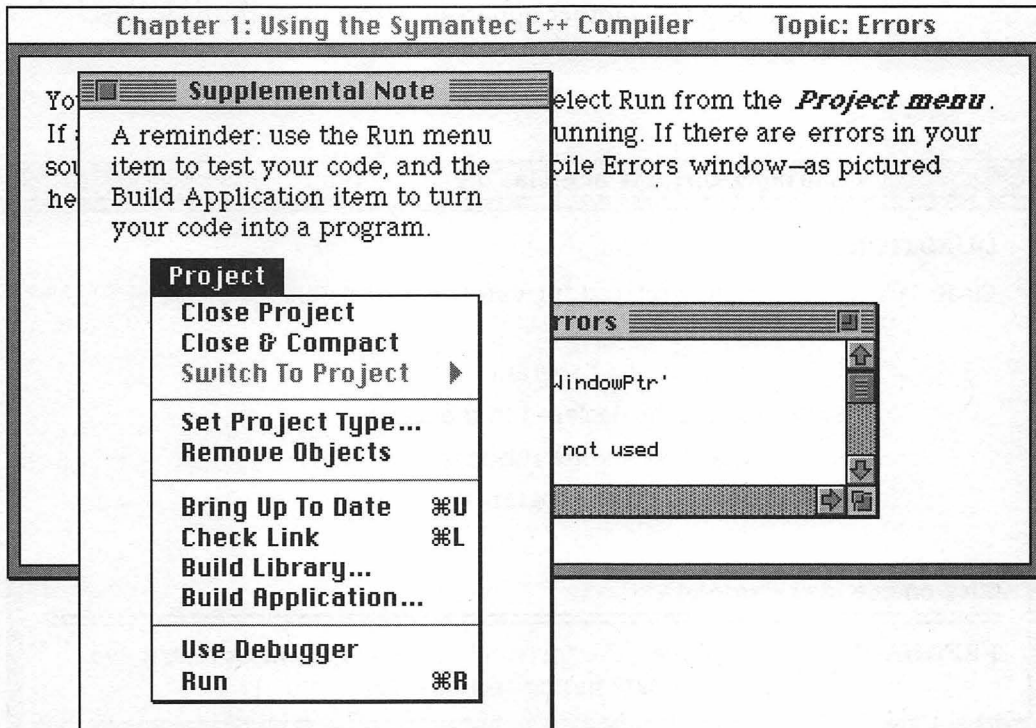 Chapter 1: Using the Symantec C++ Compiler Topic: Errors
Supplemental Note
elect Run from the Project menu.
unning. If there are errors in your
pile Errors window—as pictured
he
A reminder: use the Run menu
item to test your code, and the
Build Application item to turn
your code into a program.
Project
Close Project
Close & Compact
Switch To Project
Set Project Type...
Remove Objects
Bring Up To Date ⌘U
Check Link ⌘L
Build Library...
Build Application...
Use Debugger
Run ⌘R
rrors
WindowPtr'
not used